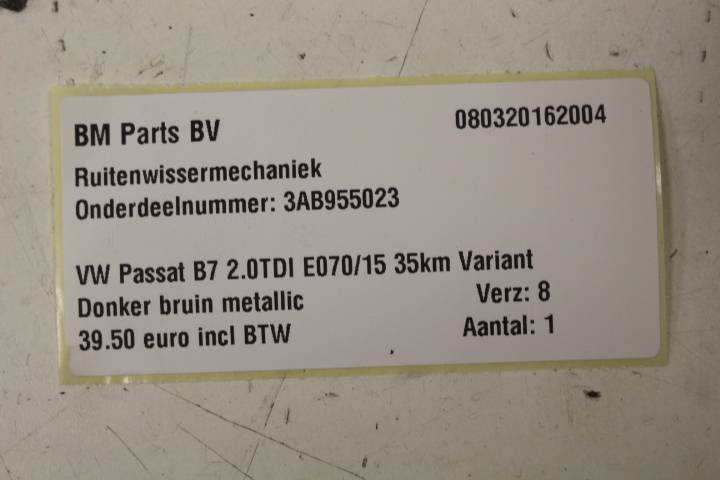 BM Parts BV 080320162004
Ruitenwissermechaniek
Onderdeelnummer: 3AB955023
VW Passat B7 2.0TDI E070/15 35km Variant
Donker bruin metallic Verz: 8
39.50 euro incl BTW Aantal: 1